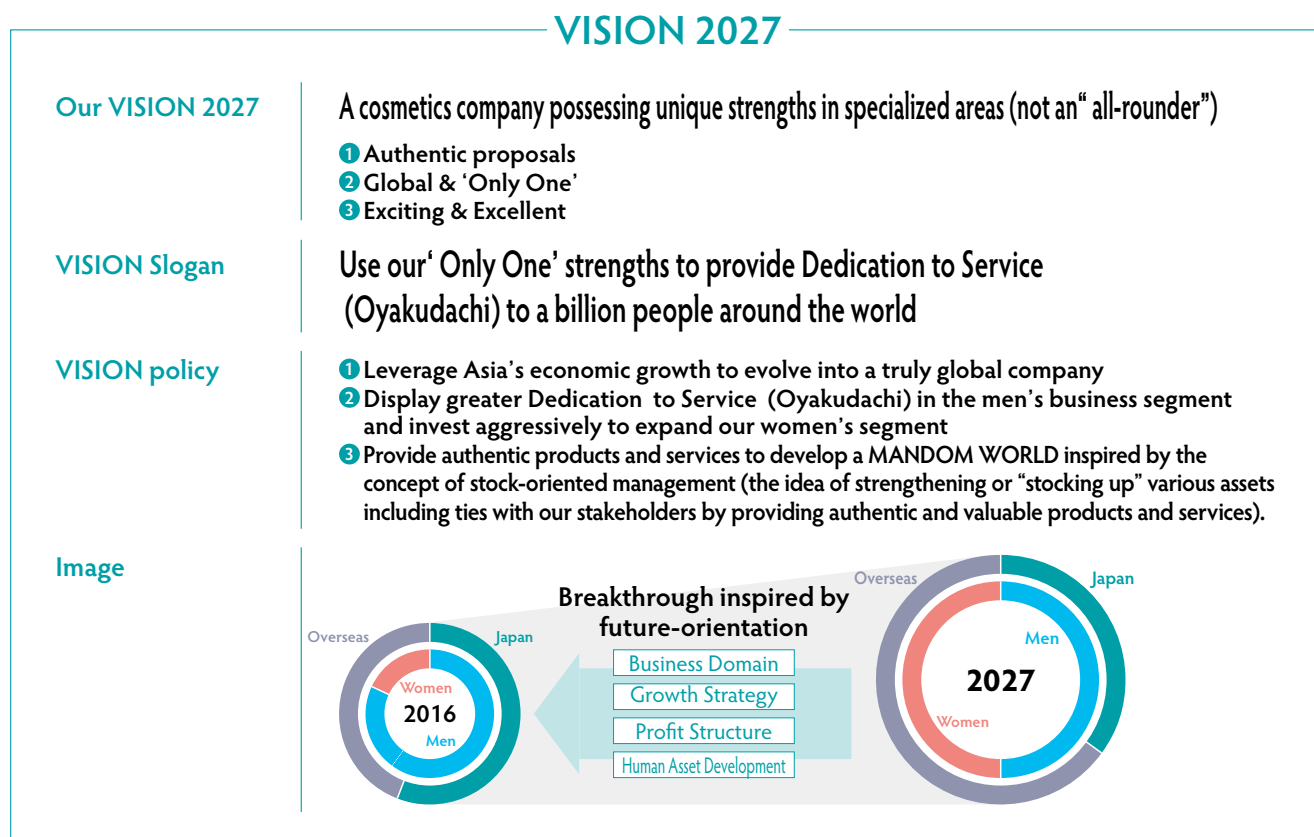 VISION 2027
Our VISION 2027
A cosmetics company possessing unique strengths in specialized areas (not an“ all-rounder”)
1 Authentic proposals
2 Global & ‘Only One’
3 Exciting & Excellent
VISION Slogan
Use our‘ Only One’ strengths to provide Dedication to Service
(Oyakudachi) to a billion people around the world
VISION policy
1 Leverage Asia’s economic growth to evolve into a truly global company
2 Display greater Dedication to Service (Oyakudachi) in the men’s business segment
and invest aggressively to expand our women’s segment
3 Provide authentic products and services to develop a MANDOM WORLD inspired by the
concept of stock-oriented management (the idea of strengthening or “stocking up” various assets
including ties with our stakeholders by providing authentic and valuable products and services).
Image
Overseas
Japan
Women
2016
Men
Breakthrough inspired by
future-orientation
Business Domain
Growth Strategy
Profit Structure
Human Asset Development
Overseas
Japan
Men
2027
Women